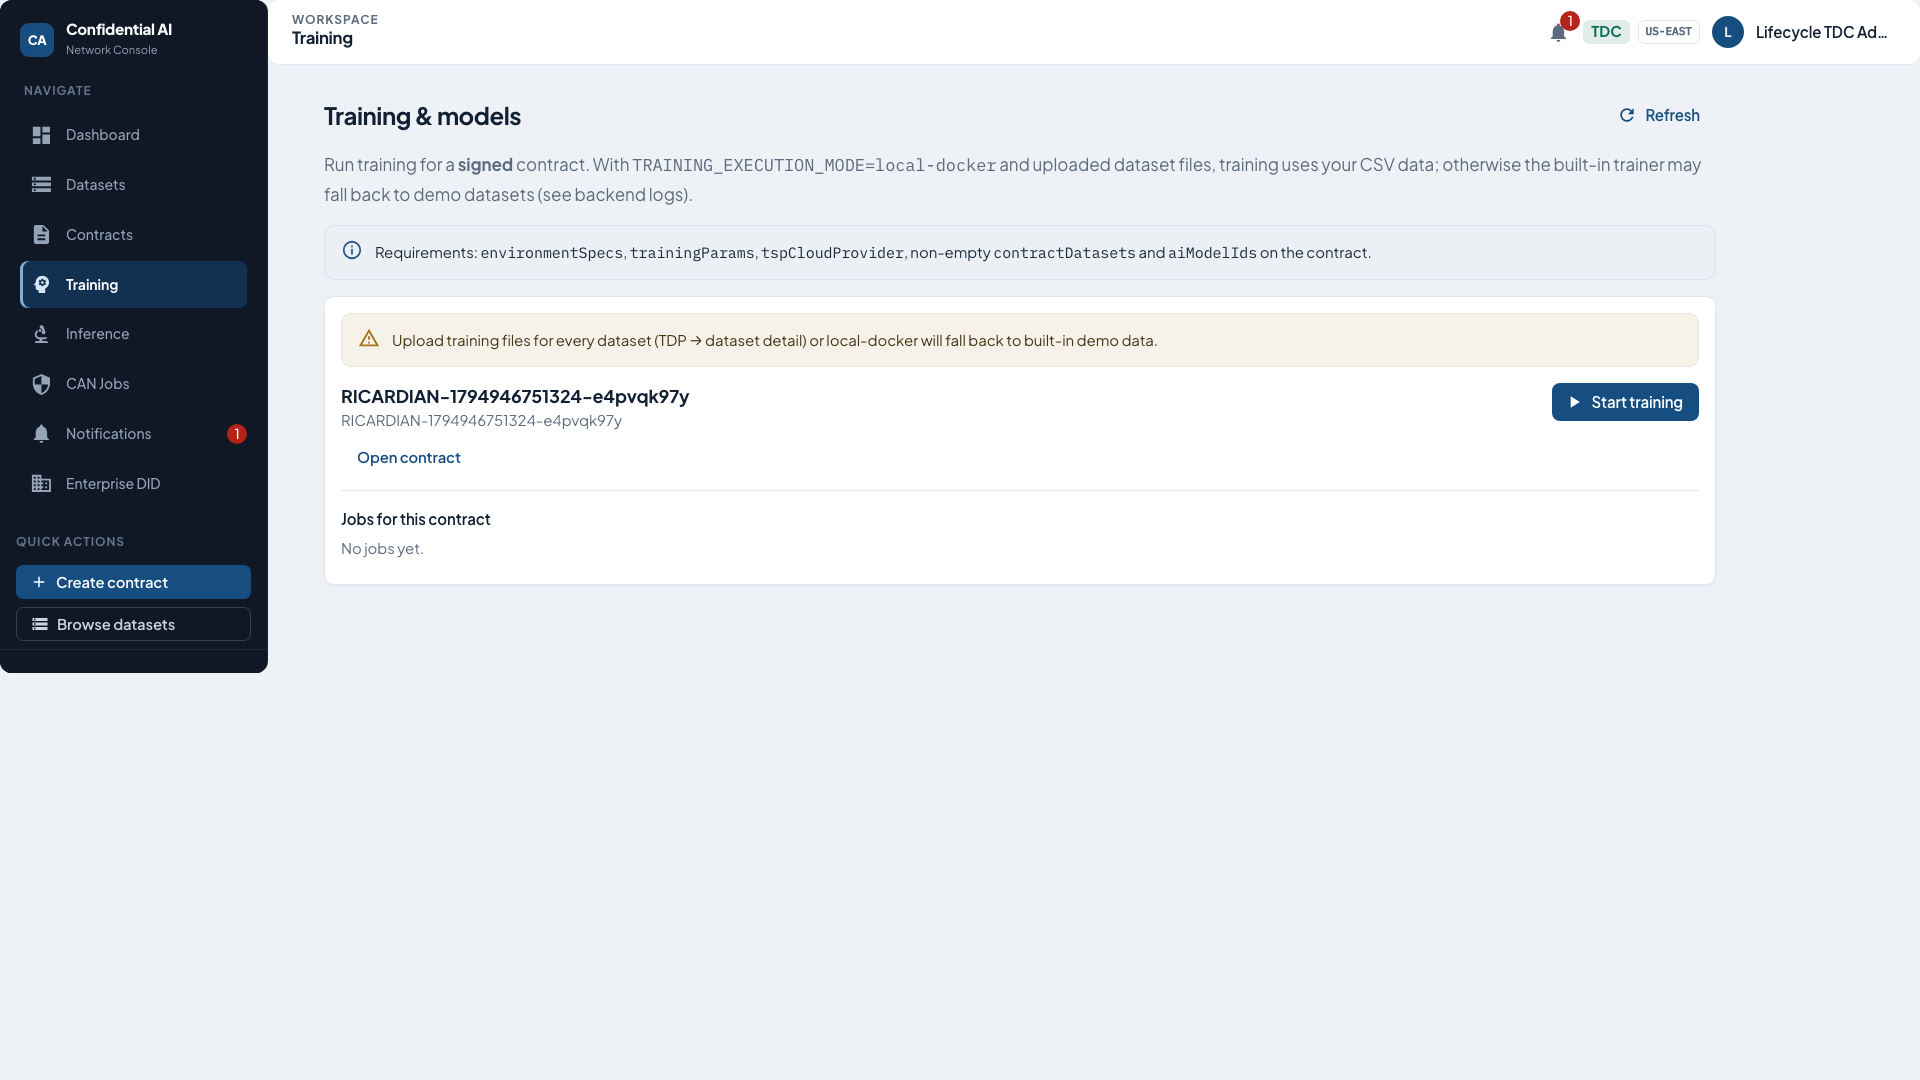 CA
Confidential AI
Network Console
NAVIGATE
Dashboard
Datasets
Contracts
Training
Inference
CAN Jobs
Notifications 1
Enterprise DID
QUICK ACTIONS
Create contract
Browse datasets
WORKSPACE
Training
1
TDC
US-EAST
L
Lifecycle TDC Ad...
Training & models
Refresh
Run training for a signed contract. With TRAINING_EXECUTION_MODE=local-docker and uploaded dataset files, training uses your CSV data; otherwise the built-in trainer may
fall back to demo datasets (see backend logs).
Requirements: environmentSpecs, trainingParams, tspCloudProvider, non-empty contractDatasets and aiModelIds on the contract.
Upload training files for every dataset (TDP → dataset detail) or local-docker will fall back to built-in demo data.
RICARDIAN-1794946751324-e4pvqk97y
RICARDIAN-1794946751324-e4pvqk97y
Start training
Open contract
Jobs for this contract
No jobs yet.